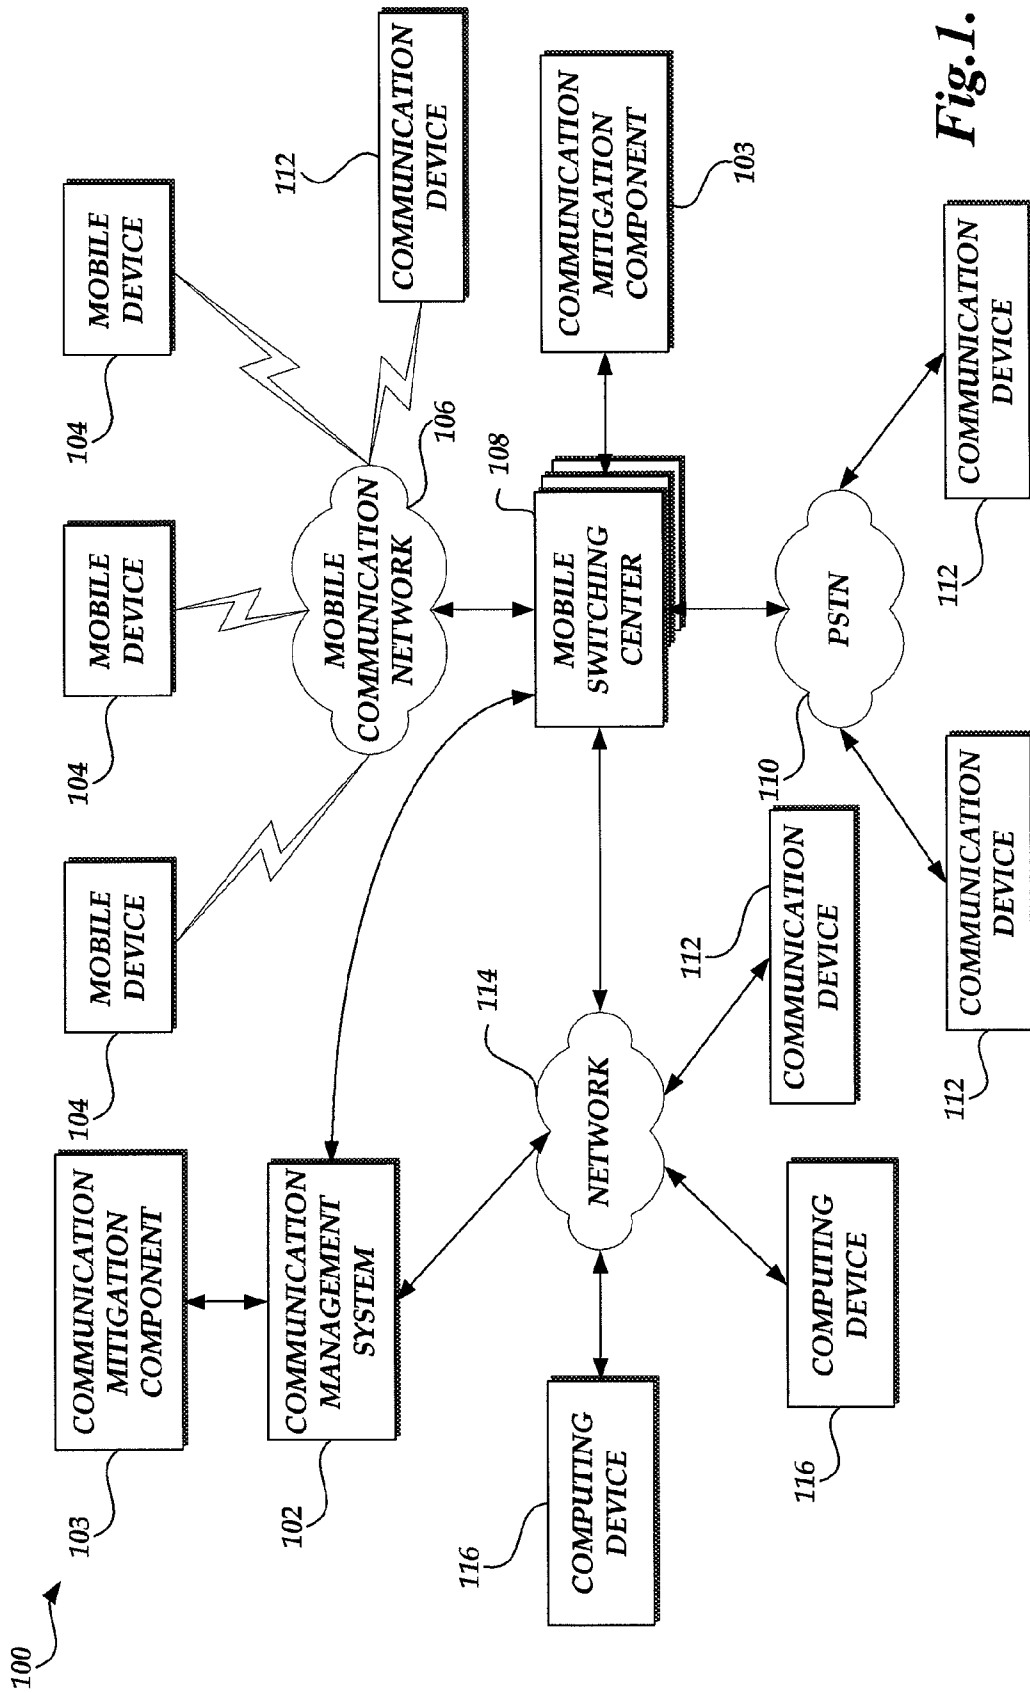 100
103
COMMUNICATION
MITIGATION
COMPONENT
104
MOBILE
DEVICE
104
MOBILE
DEVICE
104
MOBILE
DEVICE
102
COMMUNICATION
MANAGEMENT
SYSTEM
MOBILE
COMMUNICATION
NETWORK
106
112
COMMUNICATION
DEVICE
116
COMPUTING
DEVICE
114
NETWORK
108
MOBILE
SWITCHING
CENTER
COMMUNICATION
MITIGATION
COMPONENT
103
116
COMPUTING
DEVICE
112
COMMUNICATION
DEVICE
110
PSTN
112
COMMUNICATION
DEVICE
112
COMMUNICATION
DEVICE
Fig.1.